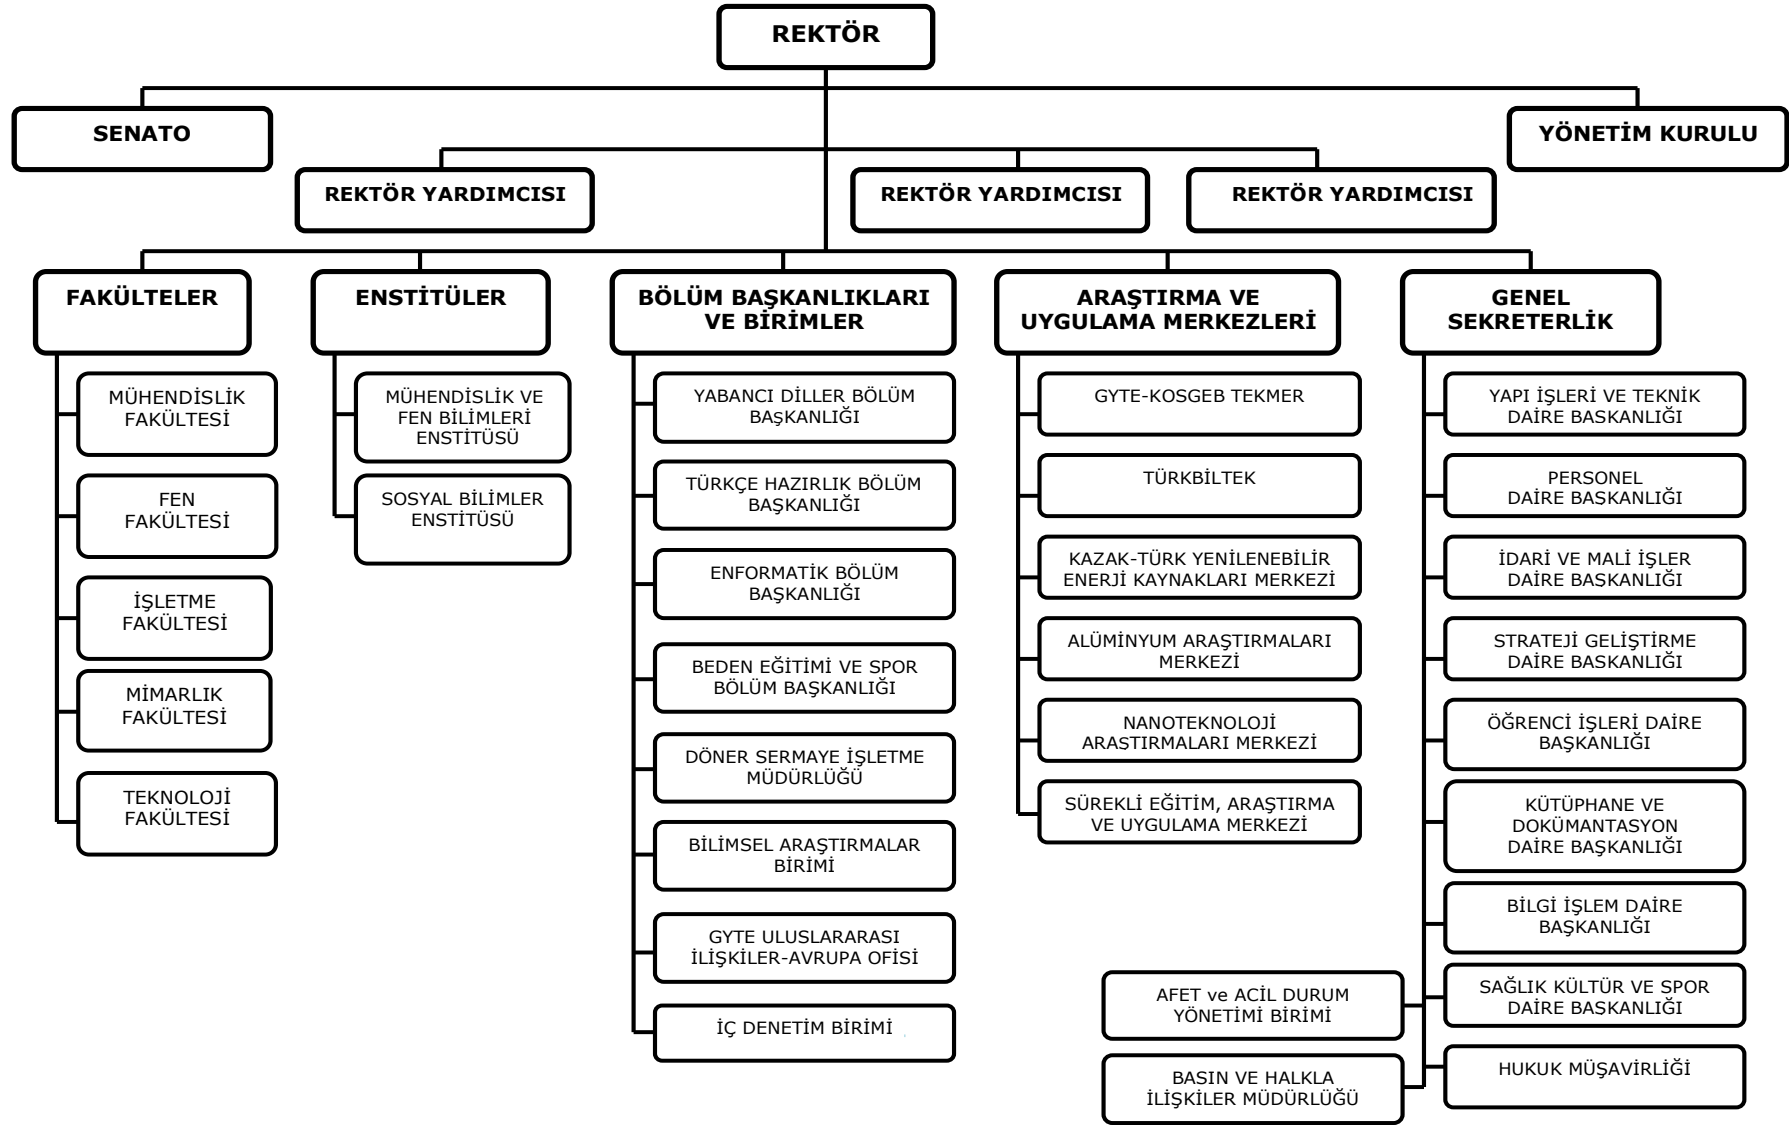 REKTÖR
SENATO
YÖNETİM KURULU
REKTÖR YARDIMCISI
REKTÖR YARDIMCISI
REKTÖR YARDIMCISI
FAKÜLTELER
ENSTİTÜLER
BÖLÜM BAŞKANLIKLARI
VE BİRİMLER
ARAŞTIRMA VE
UYGULAMA MERKEZLERİ
GENEL
SEKRETERLİK
MÜHENDİSLİK
FAKÜLTESİ
FEN
FAKÜLTESİ
İŞLETME
FAKÜLTESİ
MİMARLIK
FAKÜLTESİ
TEKNOLOJİ
FAKÜLTESİ
MÜHENDİSLİK VE
FEN BİLİMLERİ
ENSTİTÜSÜ
SOSYAL BİLİMLER
ENSTİTÜSÜ
YABANCI DİLLER BÖLÜM
BAşKANLIĞI
TÜRKÇE HAZIRLIK BÖLÜM
BAŞKANLIĞI
ENFORMATİK BÖLÜM
BAŞKANLIĞI
BEDEN EĞİTİMİ VE SPOR
BÖLÜM BAŞKANLIĞI
DÖNER SERMAYE İŞLETME
MÜDÜRLÜĞÜ
BİLİMSEL ARAŞTIRMALAR
BİRİMİ
GYTE ULUSLARARASI
İLİŞKİLER-AVRUPA OFİSİ
İÇ DENETİM BİRİMİ
GYTE-KOSGEB TEKMER
TÜRKBİLTEK
KAZAK-TÜRK YENİLENEBİLİR
ENERJİ KAYNAKLARI MERKEZİ
ALÜMİNYUM ARAŞTIRMALARI
MERKEZİ
NANOTEKNOLOJİ
ARASTIRMALARI MERKEZİ
SÜREKLİ EĞİTİM, ARAŞTIRMA
VE UYGULAMA MERKEZİ
YAPI İŞLERİ VE TEKNİK
DAİRE BASKANLIĞI
PERSONEL
DAİRE BASKANLIĞI
İDARİ VE MALİ İŞLER
DAİRE BASKANLIĞI
STRATEJİ GELİŞTİRME
DAİRE BASKANLIĞI
ÖĞRENCİ İŞLERİ DAİRE
BAŞKANLIĞI
KÜTÜPHANE VE
DOKÜMANTASYON
DAİRE BAŞKANLIĞI
BİLGİ İŞLEM DAİRE
BAŞKANLIĞI
SAĞLIK KÜLTÜR VE SPOR
DAİRE BASKANLIĞI
HUKUK MÜŞAVİRLİĞİ
AFET ve ACİL DURUM
YÖNETİMİ BİRİMİ
BASIN VE HALKLA
İLİŞKİLER MÜDÜRLÜĞÜ